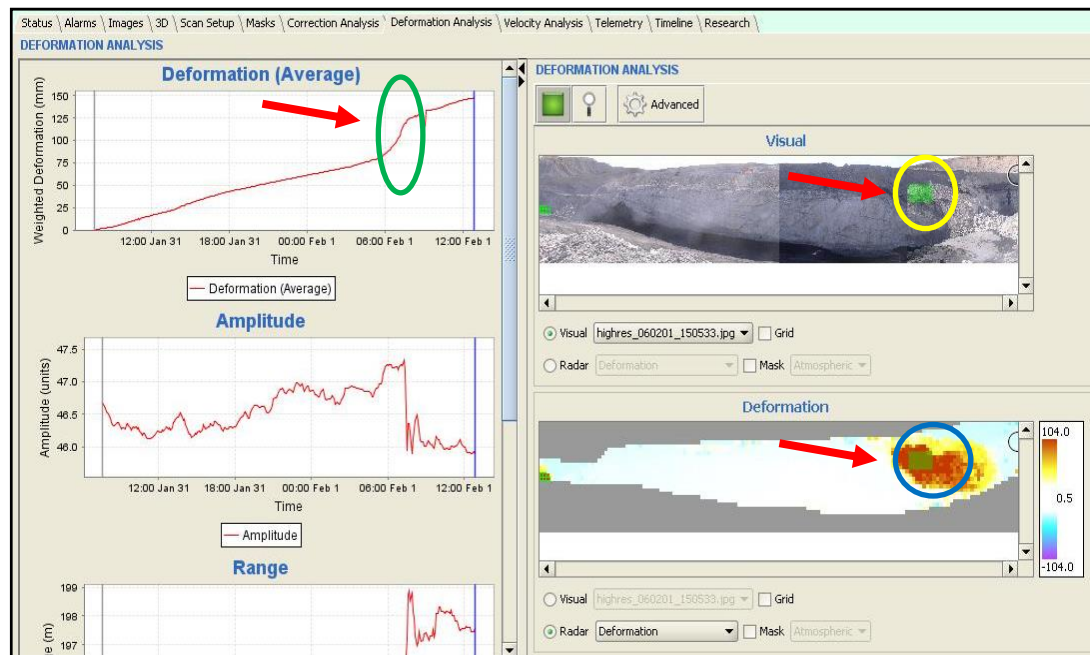 Status Alarms Images 3D Scan Setup Masks Correction Analysis Deformation Analysis Velocity Analysis Telemetry Timeline Research
DEFORMATION ANALYSIS
Deformation (Average)
Weighted Deformation (mm)
150
125
100
75
50
25
0
12:00 Jan 31 18:00 Jan 31 00:00 Feb 1 06:00 Feb 1 12:00 Feb 1
Time
Deformation (Average)
Amplitude
Amplitude (units)
47.5
47.0
46.5
46.0
12:00 Jan 31 18:00 Jan 31 00:00 Feb 1 06:00 Feb 1 12:00 Feb 1
Time
Amplitude
Range
199
198
197
(m)
DEFORMATION ANALYSIS
Advanced
Visual
Visual highres_060201_150533.jpg Grid
Radar Deformation Mask Atmospheric
Deformation
104.0
0.5
-104.0
Visual highres_060201_150533.jpg Grid
Radar Deformation Mask Atmospheric